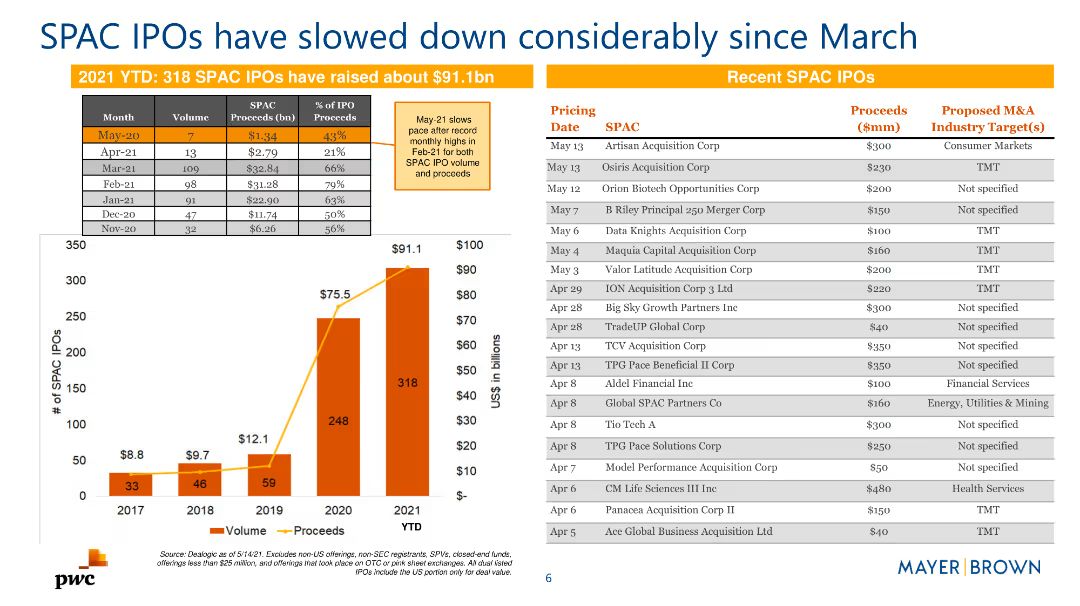 SPAC IPOs have slowed down considerably since March
2021 YTD: 318 SPAC IPOs have raised about $91.1bn
Month Volume SPAC Proceeds (bn) % of IPO Proceeds
May-20 7 $1.34 43%
Apr-21 13 $2.79 21%
Mar-21 109 $32.84 66%
Feb-21 98 $31.28 79%
Jan-21 91 $22.90 63%
Dec-20 47 $11.74 50%
Nov-20 32 $6.26 56%
May-21 slows
pace after record
monthly highs in
Feb-21 for both
SPAC IPO volume
and proceeds
# of SPAC IPOs
350
300
250
200
150
100
50
0
$8.8
$9.7
$12.1
$75.5
$91.1
33
46
59
248
318
$100
$90
$80
$70
$60
$50
$40
$30
$20
$10
$-
US$ in billions
2017 2018 2019 2020 2021
YTD
Volume Proceeds
Recent SPAC IPOs
Pricing Date SPAC Proceeds ($mm) Proposed M&A Industry Target(s)
May 13 Artisan Acquisition Corp $300 Consumer Markets
May 13 Osiris Acquisition Corp $230 TMT
May 12 Orion Biotech Opportunities Corp $200 Not specified
May 7 B Riley Principal 250 Merger Corp $150 Not specified
May 6 Data Knights Acquisition Corp $100 TMT
May 4 Maquia Capital Acquisition Corp $160 TMT
May 3 Valor Latitude Acquisition Corp $200 TMT
Apr 29 ION Acquisition Corp 3 Ltd $220 TMT
Apr 28 Big Sky Growth Partners Inc $300 Not specified
Apr 28 TradeUP Global Corp $40 Not specified
Apr 13 TCV Acquisition Corp $350 Not specified
Apr 13 TPG Pace Beneficial II Corp $350 Not specified
Apr 8 Aldel Financial Inc $100 Financial Services
Apr 8 Global SPAC Partners Co $160 Energy, Utilities & Mining
Apr 8 Tio Tech A $300 Not specified
Apr 8 TPG Pace Solutions Corp $250 Not specified
Apr 7 Model Performance Acquisition Corp $50 Not specified
Apr 6 CM Life Sciences III Inc $480 Health Services
Apr 6 Panacea Acquisition Corp II $150 TMT
Apr 5 Ace Global Business Acquisition Ltd $40 TMT
pwc
Source: Dealogic as of 5/14/21. Excludes non-US offerings, non-SEC registrants, SPVs, closed-end funds,
offerings less than $25 million, and offerings that took place on OTC or pink sheet exchanges. All dual listed
IPOs include the US portion only for deal value.
6
MAYER|BROWN